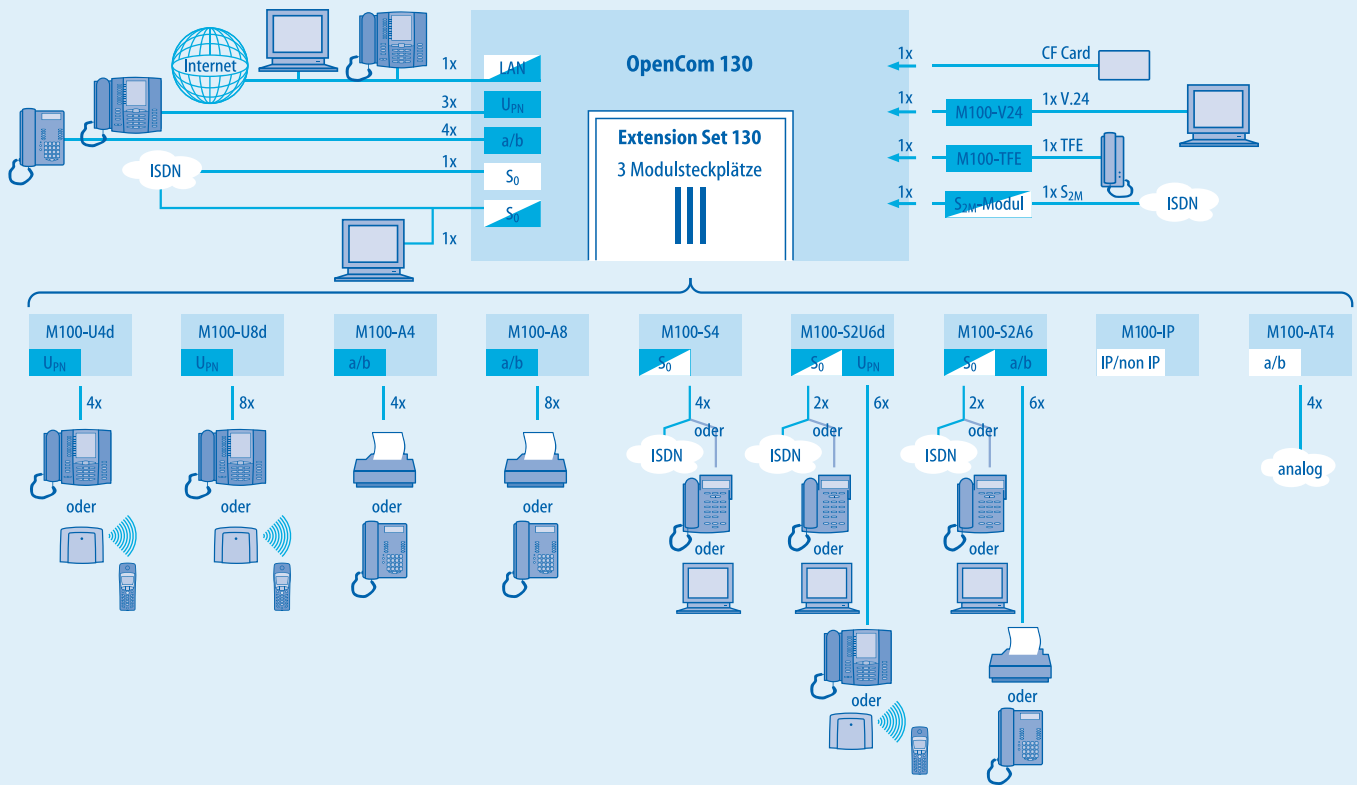 OpenCom 130
Internet
1x
LAN
3x
UPN
4x
a/b
ISDN
1x
S0
S0
1x
Extension Set 130
3 Modulsteckplätze
1x
CF Card
1x
M100-V24
1x V.24
1x
M100-TFE
1x TFE
1x
S2M-Modul
1x S2M
ISDN
M100-U4d
UPN
4x
oder
M100-U8d
UPN
8x
oder
M100-A4
a/b
4x
oder
M100-A8
a/b
8x
oder
M100-S4
S0
4x
oder
ISDN
oder
M100-S2U6d
S0
UPN
2x
6x
oder
ISDN
oder
oder
M100-S2A6
S0
a/b
2x
6x
oder
ISDN
oder
oder
M100-IP
IP/non IP
M100-AT4
a/b
4x
analog